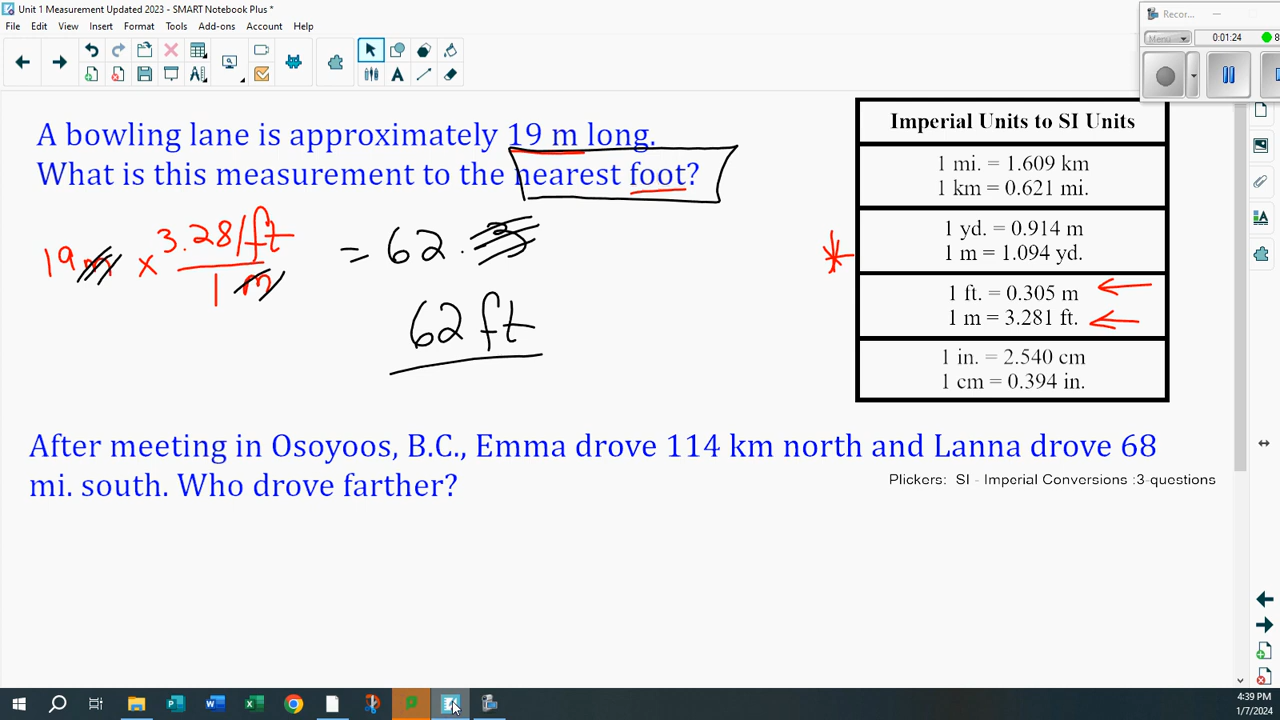 Unit 1 Measurement Updated 2023 - SMART Notebook Plus *
File Edit View Insert Format Tools Add-ons Account Help
Recor...
Menu
0:01:24
8
A bowling lane is approximately 19 m long.
What is this measurement to the nearest foot?
19 m x 3.281 ft
1 m
= 62.
62 ft
*
Imperial Units to SI Units
1 mi. = 1.609 km
1 km = 0.621 mi.
1 yd. = 0.914 m
1 m = 1.094 yd.
1 ft. = 0.305 m
1 m = 3.281 ft.
1 in. = 2.540 cm
1 cm = 0.394 in.
After meeting in Osoyoos, B.C., Emma drove 114 km north and Lanna drove 68
mi. south. Who drove farther?
Plickers: SI - Imperial Conversions :3-questions
4:39 PM
1/7/2024